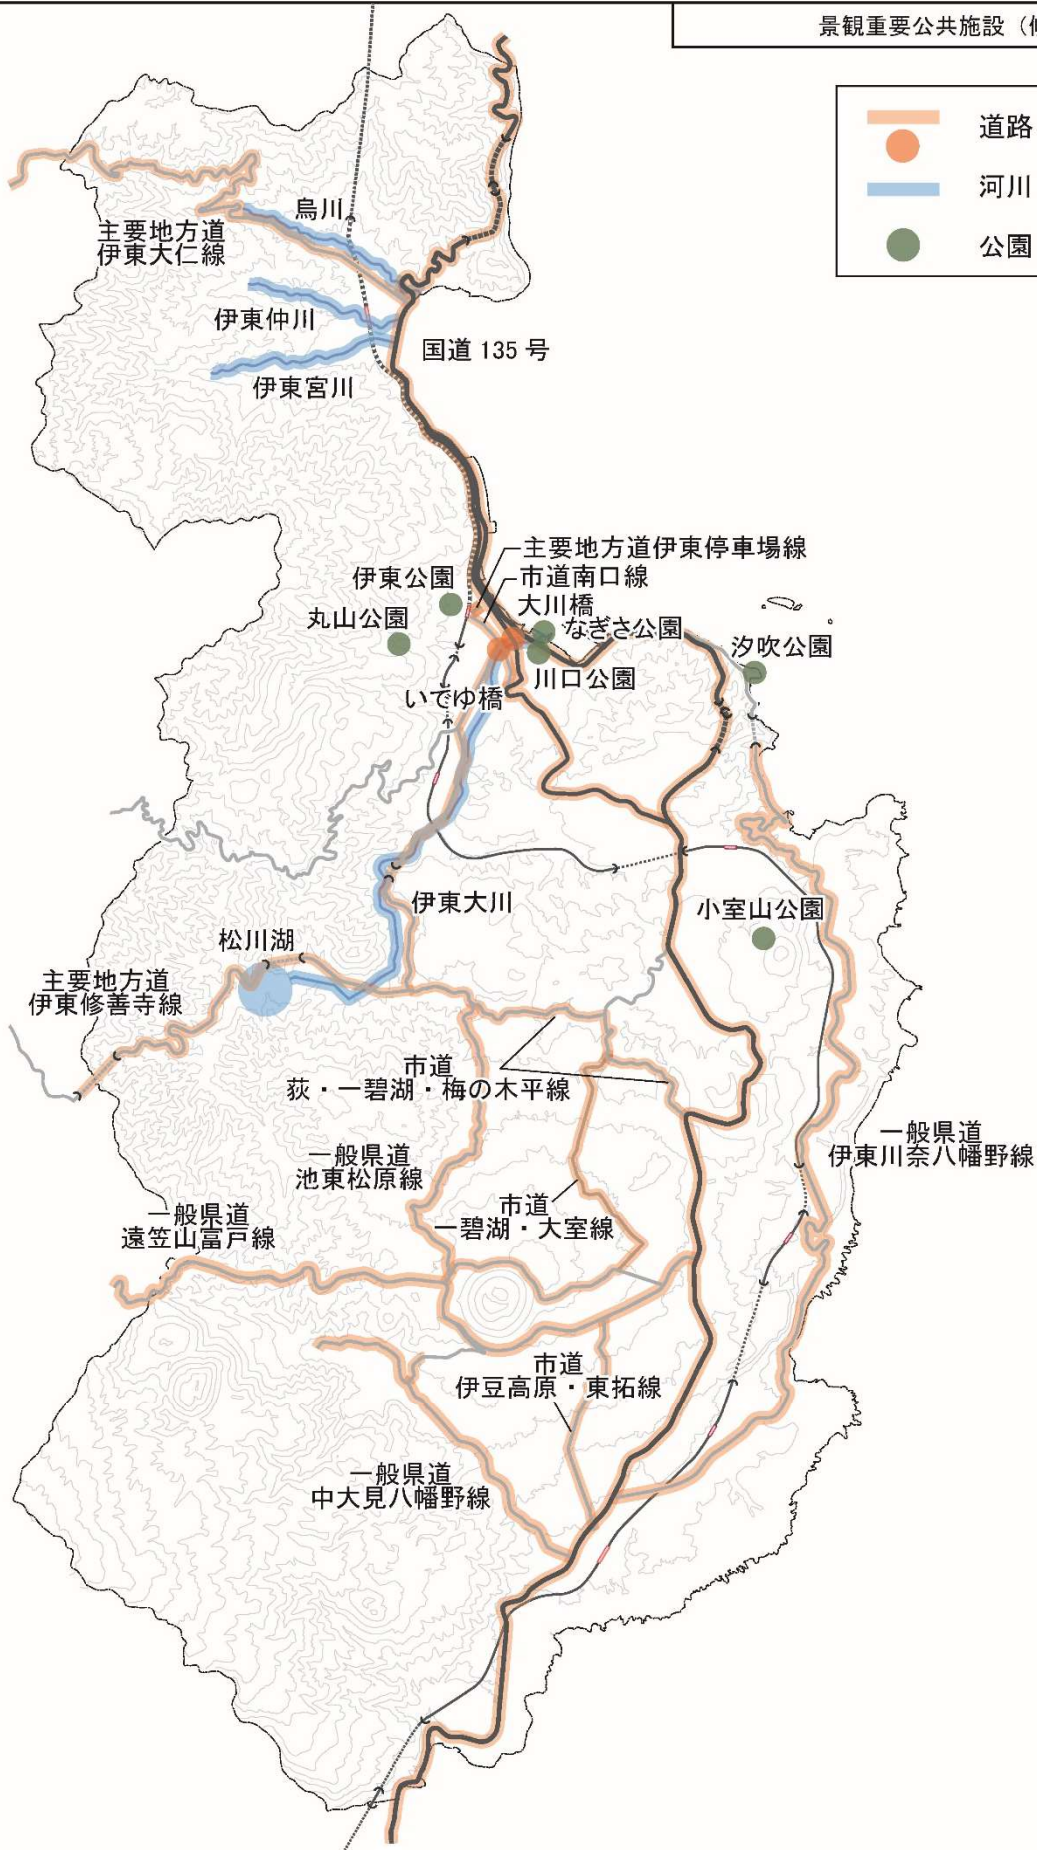 景観重要公共施設（
道路
河川
公園
烏川
主要地方道
伊東大仁線
伊東仲川
国道 135 号
伊東宮川
主要地方道伊東停車場線
市道南口線
伊東公園
大川橋
丸山公園
なぎさ公園
汐吹公園
川口公園
いでゆ橋
伊東大川
小室山公園
松川湖
主要地方道
伊東修善寺線
市道
荻・一碧湖・梅の木平線
一般県道
伊東川奈八幡野線
一般県道
池東松原線
市道
一碧湖・大室線
一般県道
遠笠山富戸線
市道
伊豆高原・東拓線
一般県道
中大見八幡野線